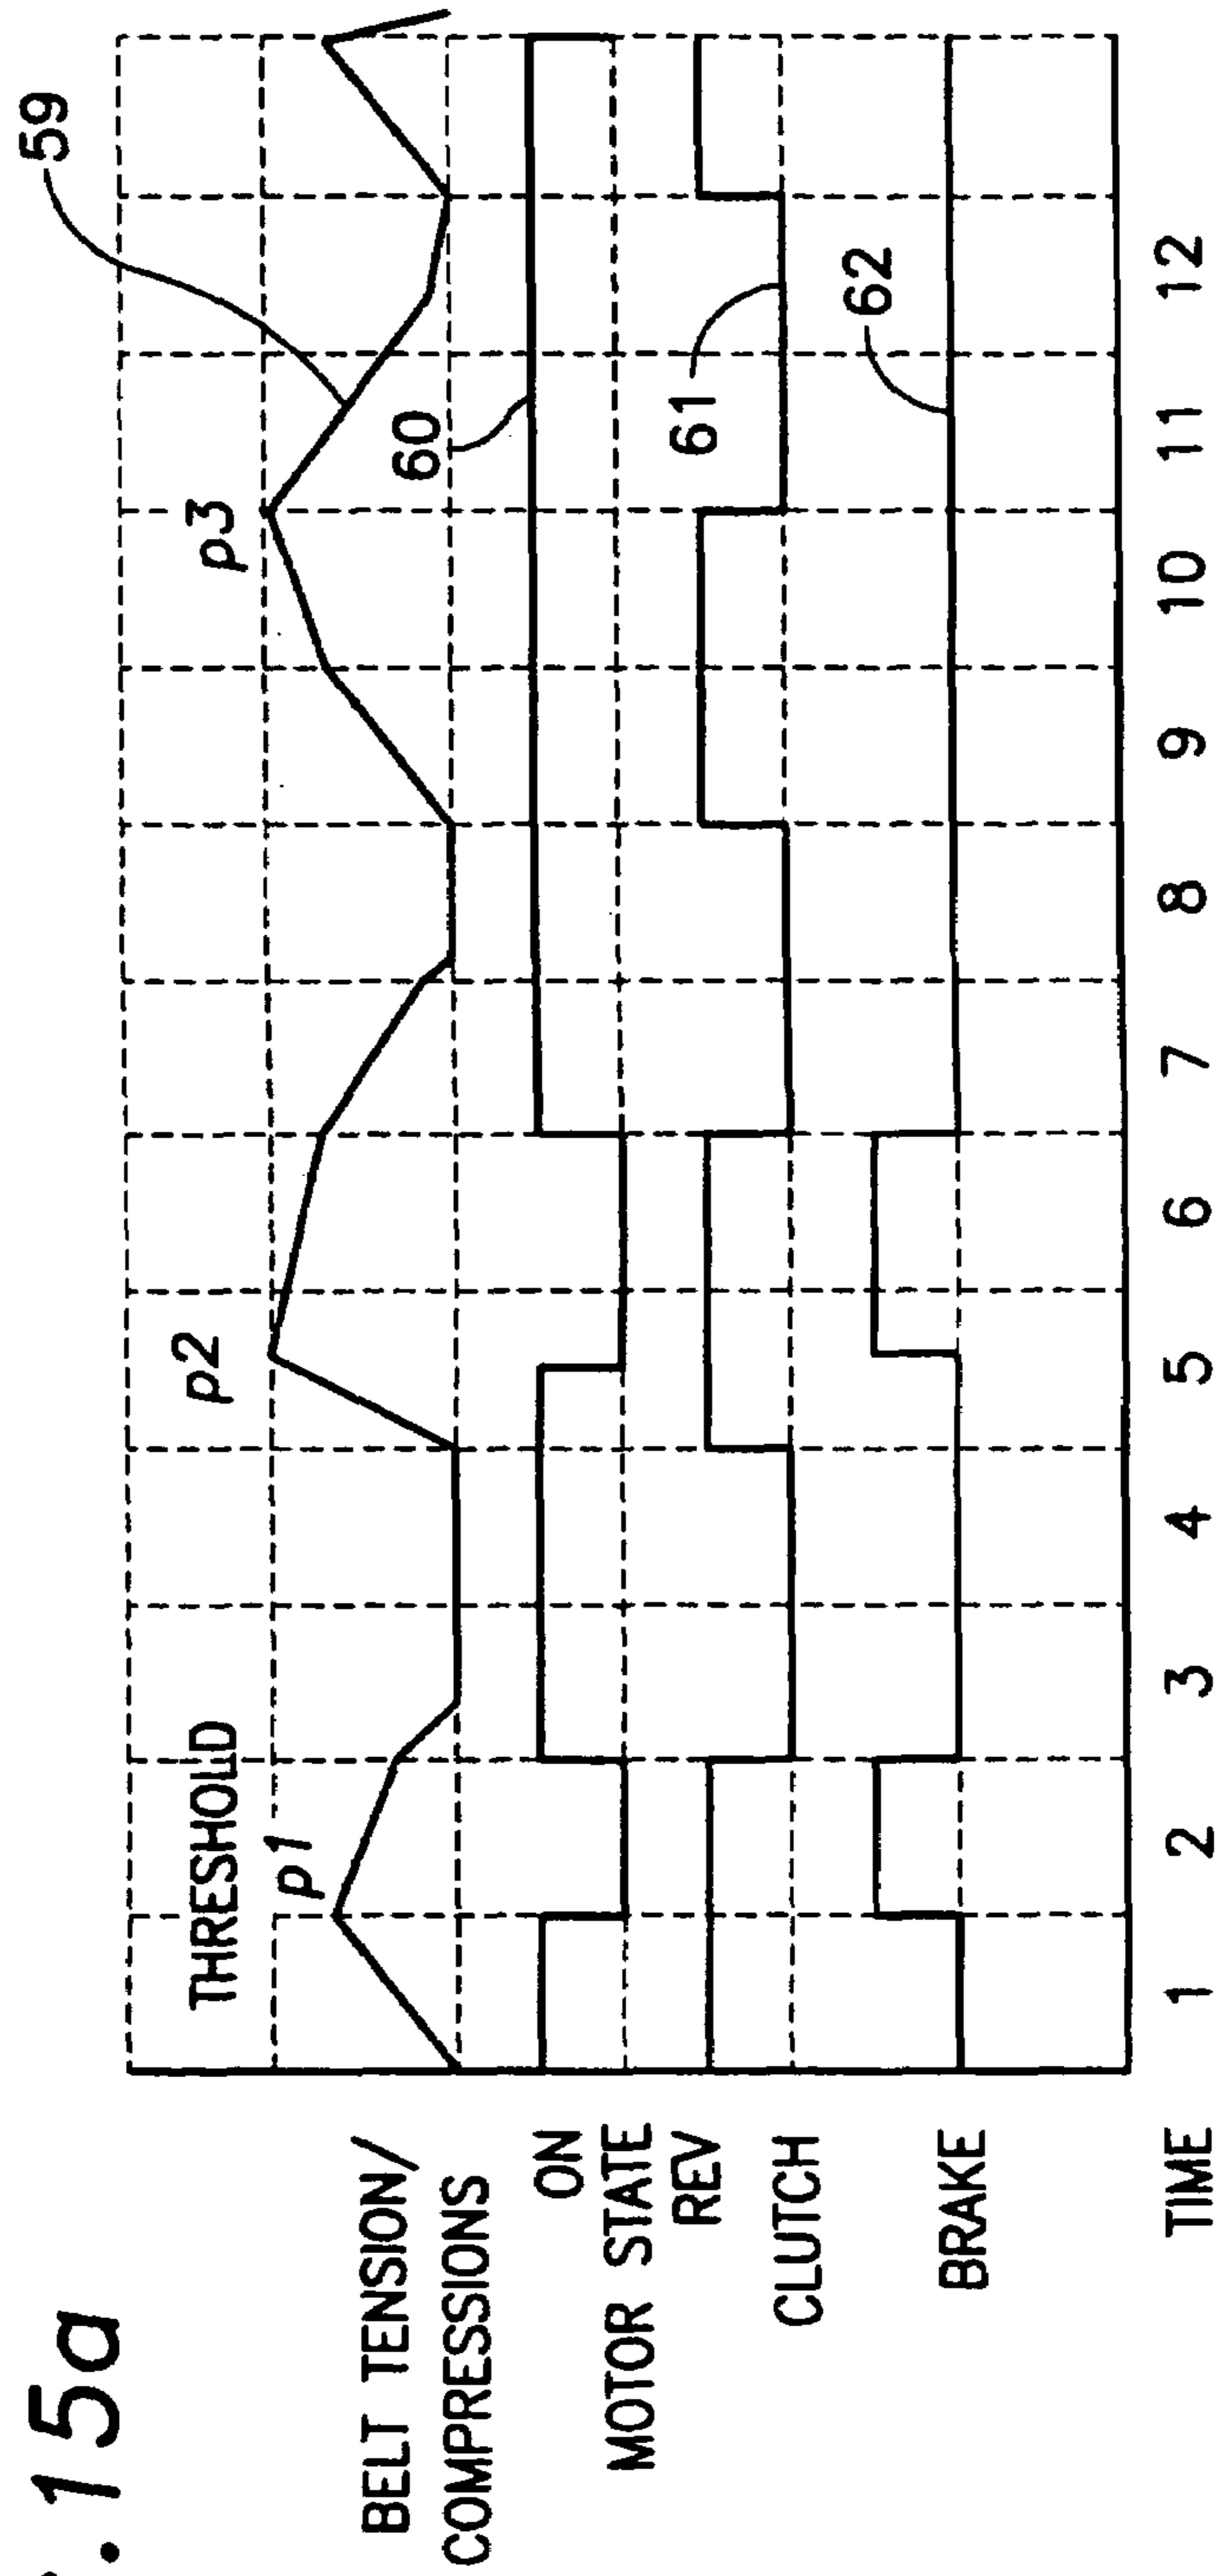 .15a
59
THRESHOLD
p1
p2
p3
BELT TENSION/
COMPRESSIONS
60
ON
MOTOR STATE
REV
61
CLUTCH
62
BRAKE
TIME 1 2 3 4 5 6 7 8 9 10 11 12